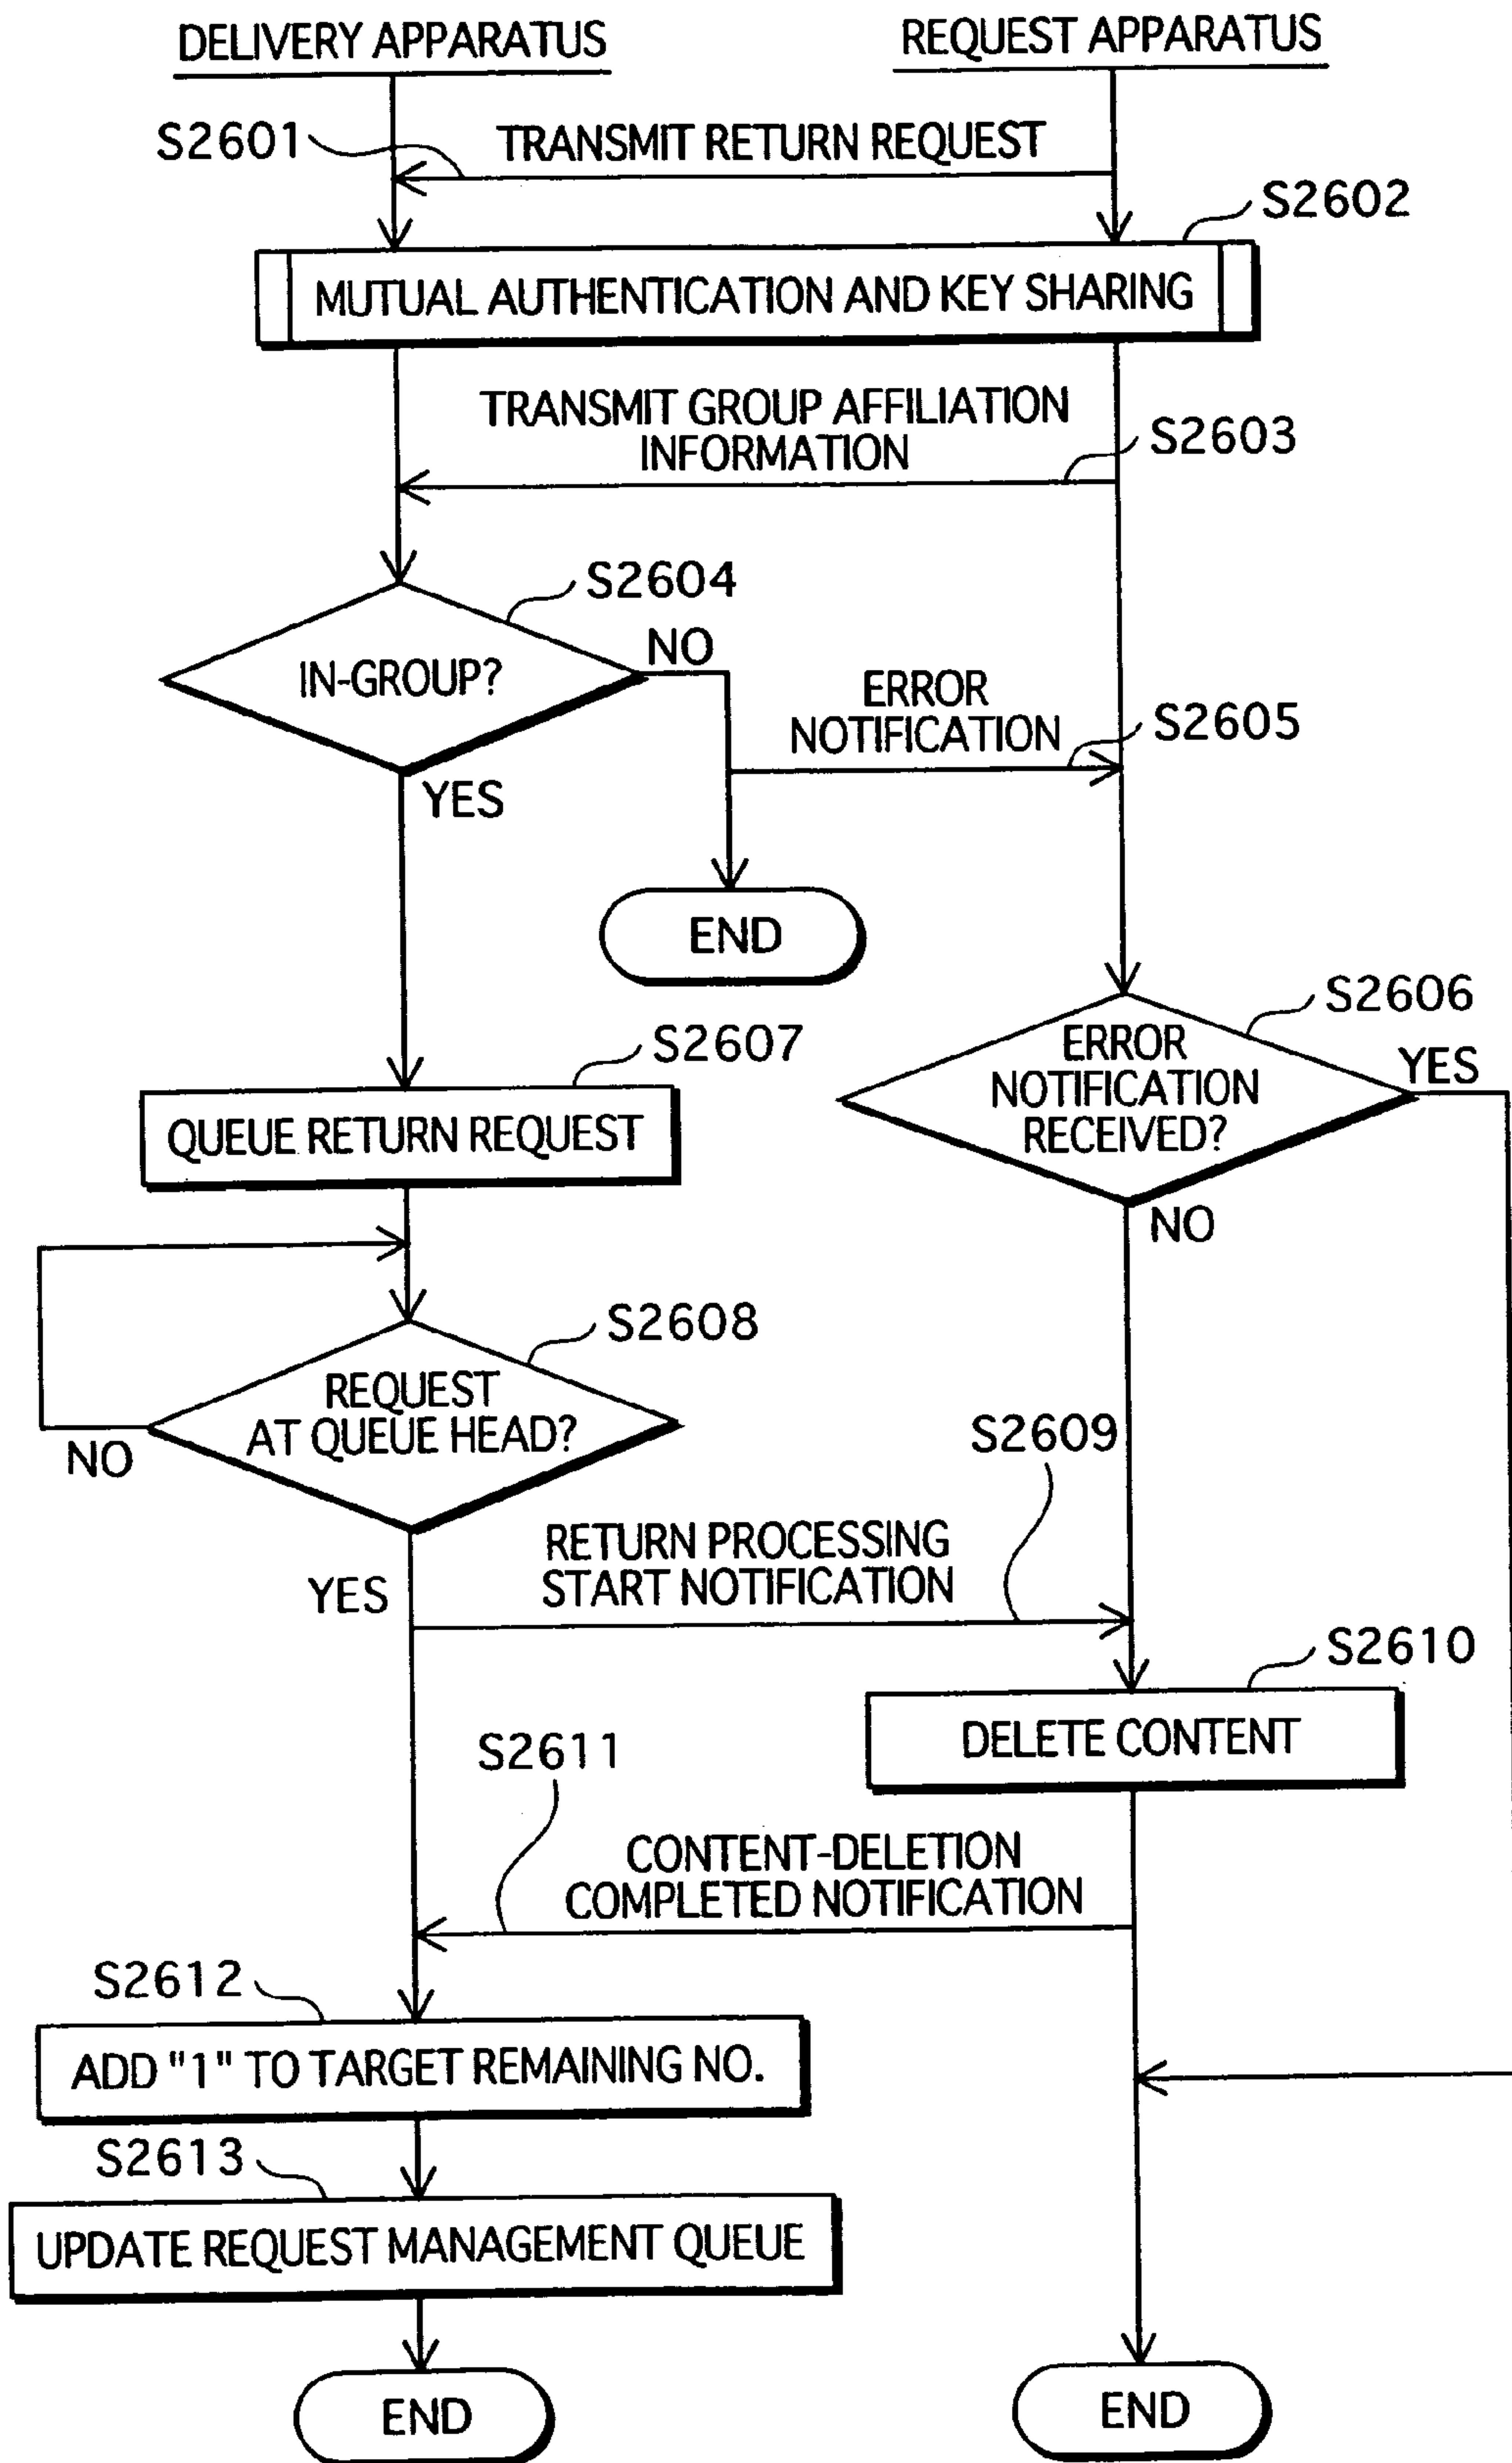 DELIVERY APPARATUS
REQUEST APPARATUS
S2601
TRANSMIT RETURN REQUEST
S2602
MUTUAL AUTHENTICATION AND KEY SHARING
TRANSMIT GROUP AFFILIATION
INFORMATION
S2603
S2604
IN-GROUP?
NO
ERROR
NOTIFICATION
S2605
YES
END
S2606
ERROR
NOTIFICATION
RECEIVED?
YES
NO
S2607
QUEUE RETURN REQUEST
S2608
REQUEST
AT QUEUE HEAD?
NO
YES
S2609
RETURN PROCESSING
START NOTIFICATION
S2610
DELETE CONTENT
S2611
CONTENT-DELETION
COMPLETED NOTIFICATION
S2612
ADD "1" TO TARGET REMAINING NO.
S2613
UPDATE REQUEST MANAGEMENT QUEUE
END
END